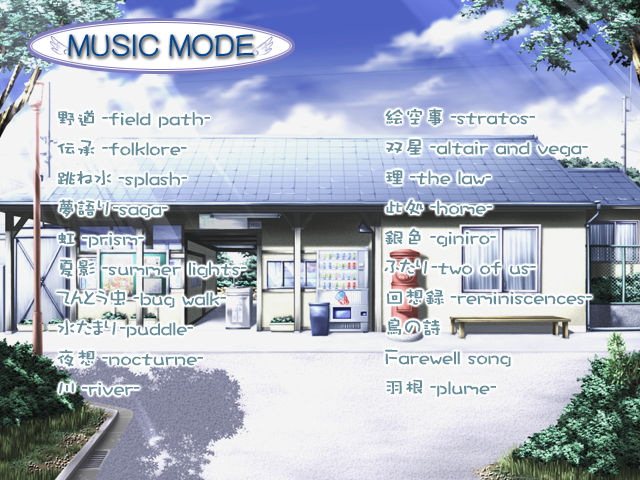 MUSIC MODE
野道 -field path-
伝承 -folklore-
跳ね水 -splash-
夢語り-saga-
虹 -prism-
夏影 -summer lights-
てんとう虫 -bug walk-
水たまり-puddle-
夜想 -nocturne-
川 -river-
絵空事 -stratos-
双星 -altair and vega-
理 -the law-
此処 -home-
銀色 -giniro-
ふたり -two of us-
回想録 -reminiscences-
鳥の詩
Farewell song
羽根 -plume-